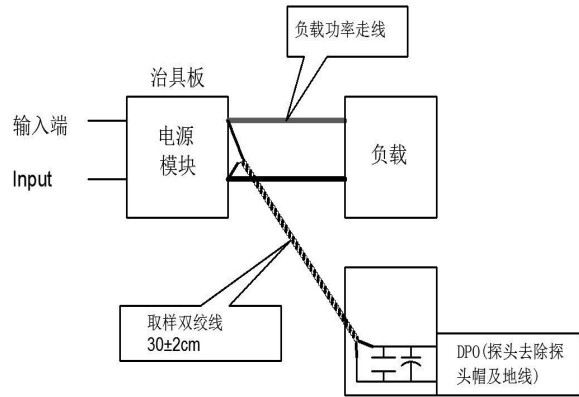 负载功率走线
治具板
输入端
电源
模块
负载
Input
取样双绞线
30±2cm
DPO(探头去除探
头帽及地线)